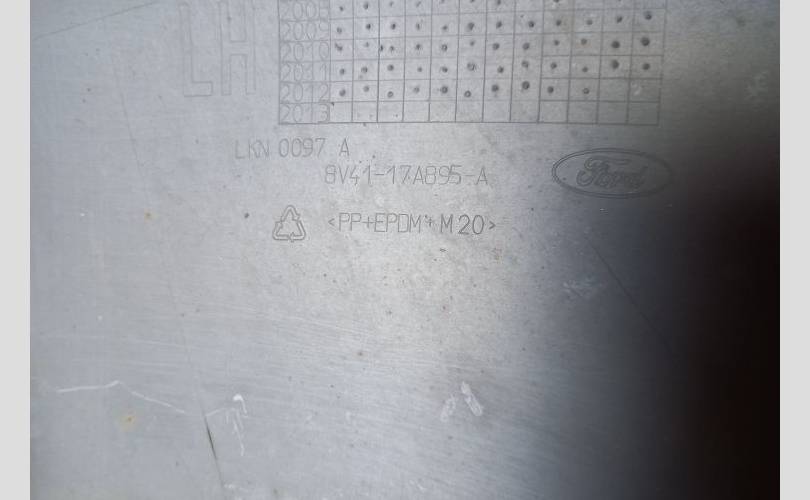 LH
2008
2009
2010
2011
2012
2013
LKN 0097 A
8V41-17A895-A
Ford
<PP+EPDM+M20>